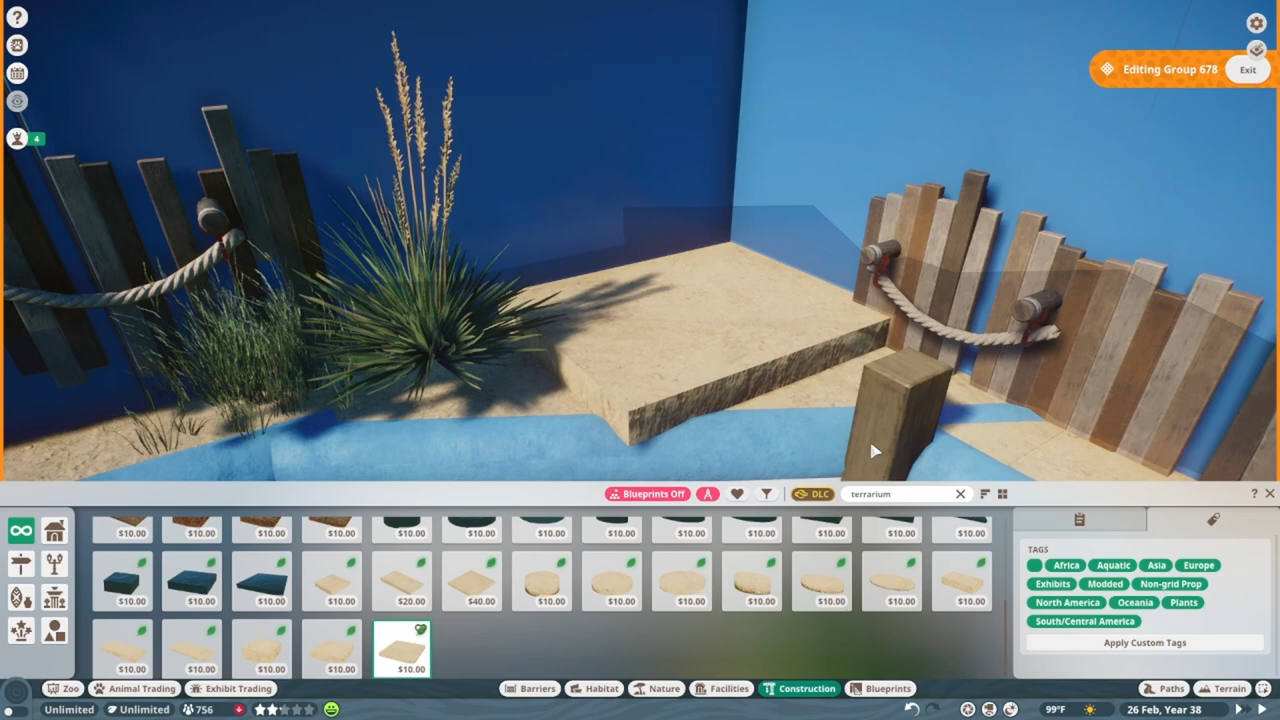 ?
4
Editing Group 678
Exit
Blueprints Off
DLC
terrarium
?
$10.00 $10.00 $10.00 $10.00 $10.00 $10.00 $10.00 $10.00 $10.00 $10.00 $10.00 $10.00 $10.00
$10.00 $10.00 $10.00 $10.00 $20.00 $40.00 $10.00 $10.00 $10.00 $10.00 $10.00 $10.00 $10.00
$10.00 $10.00 $10.00 $10.00 $10.00
TAGS
Africa Aquatic Asia Europe
Exhibits Modded Non-grid Prop
North America Oceania Plants
South/Central America
Apply Custom Tags
Zoo Animal Trading Exhibit Trading Barriers Habitat Nature Facilities Construction Blueprints Paths Terrain
Unlimited Unlimited 756 99°F 26 Feb, Year 38